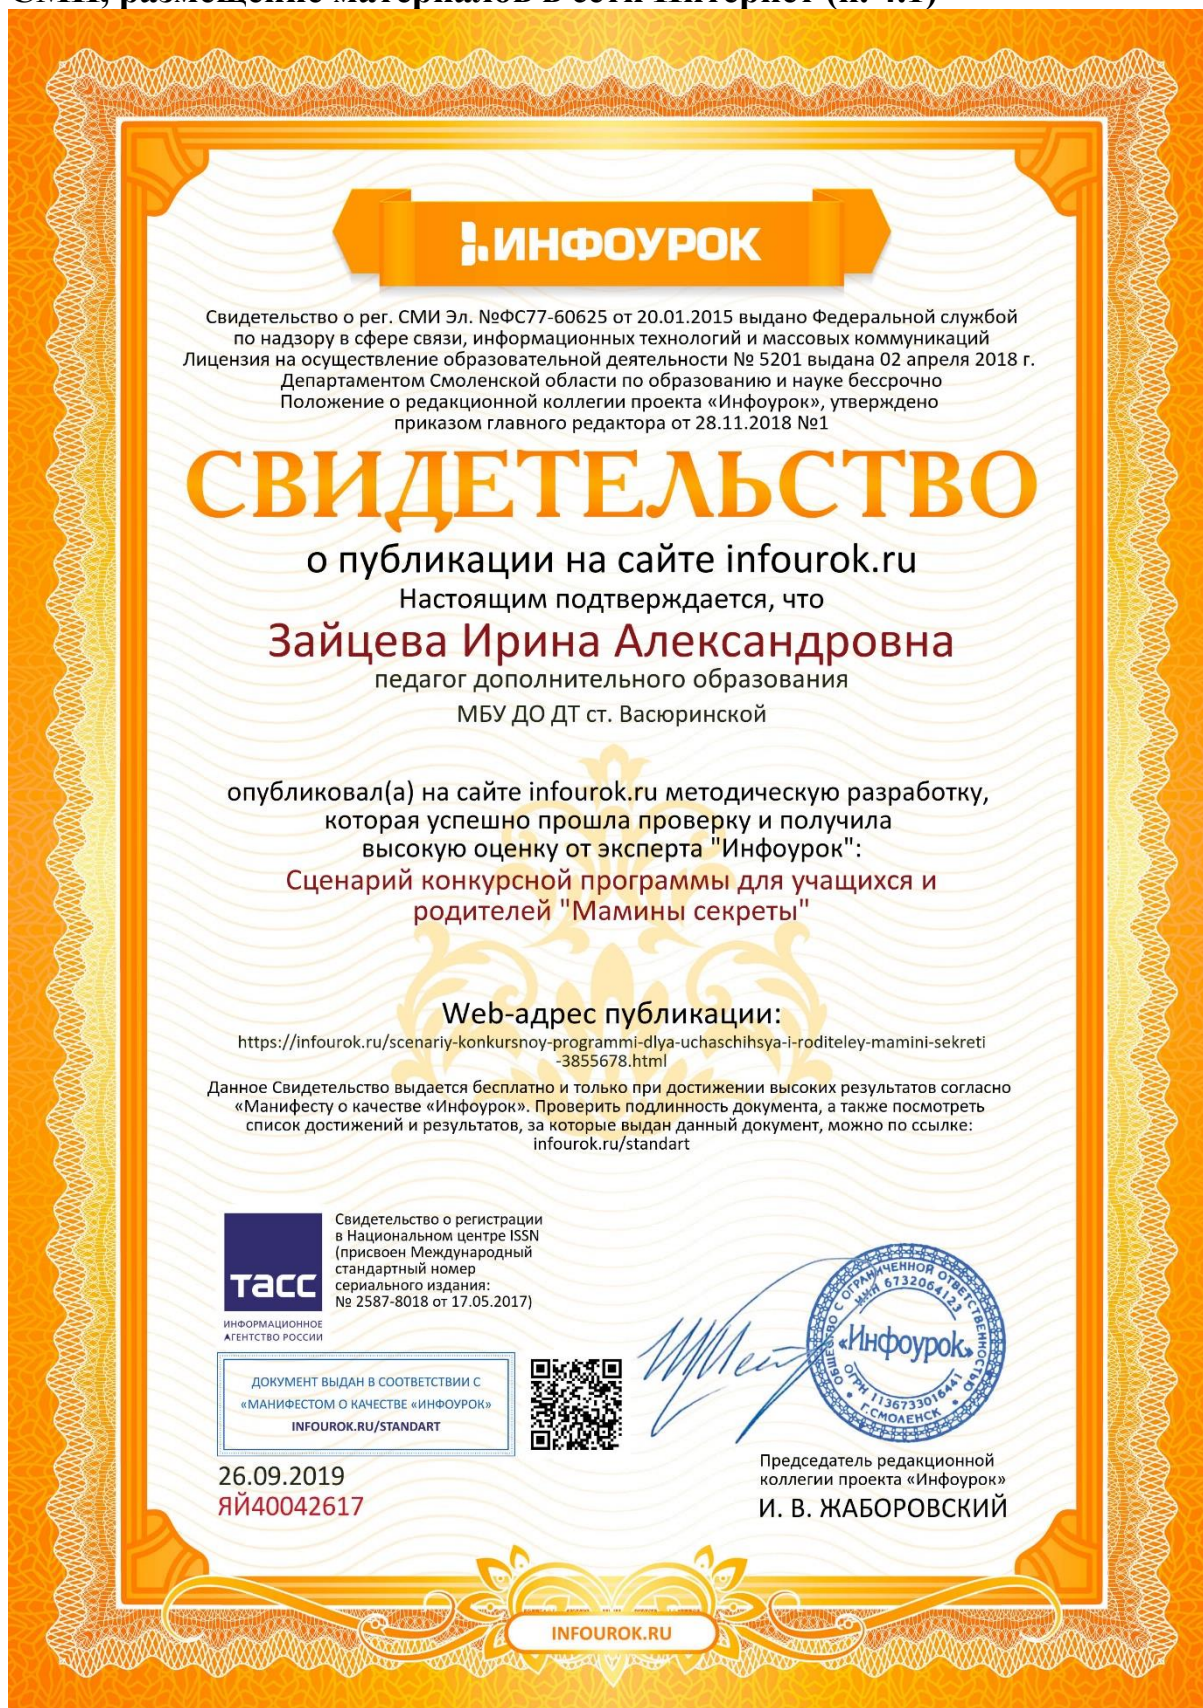 СМИ, размещение материалов в сети Интернет (п. 4.1)
ИНФОУРОК
Свидетельство о рег. СМИ Эл. №ФС77-60625 от 20.01.2015 выдано Федеральной службой
по надзору в сфере связи, информационных технологий и массовых коммуникаций
Лицензия на осуществление образовательной деятельности № 5201 выдана 02 апреля 2018 г.
Департаментом Смоленской области по образованию и науке бессрочно
Положение о редакционной коллегии проекта «Инфоурок», утверждено
приказом главного редактора от 28.11.2018 №1
СВИДЕТЕЛЬСТВО
о публикации на сайте infourok.ru
Настоящим подтверждается, что
Зайцева Ирина Александровна
педагог дополнительного образования
МБУ ДО ДТ ст. Васюринской
опубликовал(а) на сайте infourok.ru методическую разработку,
которая успешно прошла проверку и получила
высокую оценку от эксперта "Инфоурок":
Сценарий конкурсной программы для учащихся и
родителей "Мамины секреты"
Web-адрес публикации:
https://infourok.ru/scenariy-konkursnoy-programmi-dlya-uchaschihsya-i-roditeley-mamini-sekreti
-3855678.html
Данное Свидетельство выдается бесплатно и только при достижении высоких результатов согласно
«Манифесту о качестве «Инфоурок». Проверить подлинность документа, а также посмотреть
список достижений и результатов, за которые выдан данный документ, можно по ссылке:
infourok.ru/standart
тасс
ИНФОРМАЦИОННОЕ
АГЕНТСТВО РОССИИ
Свидетельство о регистрации
в Национальном центре ISSN
(присвоен Международный
стандартный номер
сериального издания:
№ 2587-8018 от 17.05.2017)
ДОКУМЕНТ ВЫДАН В СООТВЕТСТВИИ С
«МАНИФЕСТОМ О КАЧЕСТВЕ «ИНФОУРОК»
INFOUROK.RU/STANDART
26.09.2019
ЯЙ40042617
ОБЩЕСТВО С ОГРАНИЧЕННОЙ ОТВЕТСТВЕННОСТЬЮ
ИНН 6732064123
«Инфоурок»
ОГРН 1136733016441
Г.СМОЛЕНСК
Председатель редакционной
коллегии проекта «Инфоурок»
И. В. ЖАБОРОВСКИЙ
INFOUROK.RU